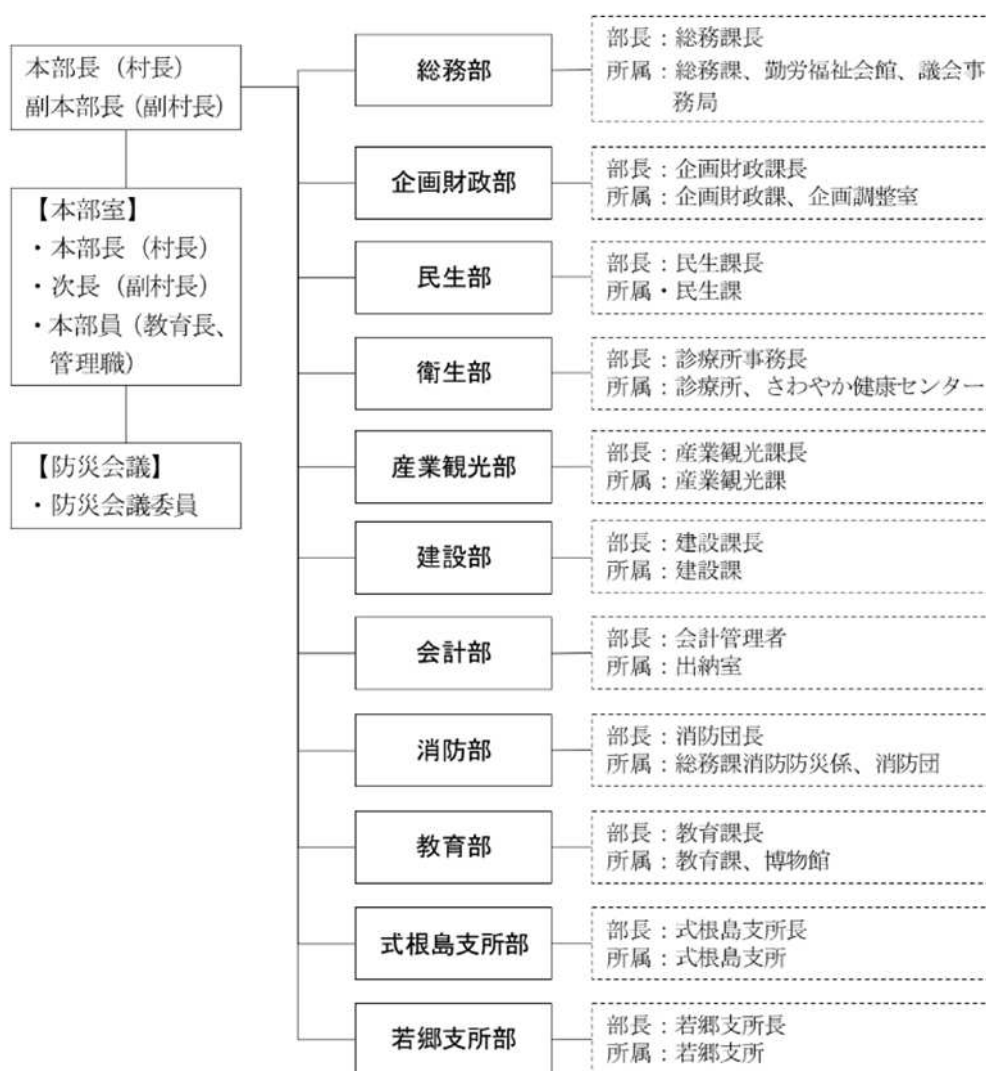 本部長（村長）
副本部長（副村長）
【本部室】
・本部長（村長）
・次長（副村長）
・本部員（教育長、
管理職）
【防災会議】
・防災会議委員
総務部
部長：総務課長
所属：総務課、勤労福祉会館、議会事
務局
企画財政部
部長：企画財政課長
所属：企画財政課、企画調整室
民生部
部長：民生課長
所属・民生課
衛生部
部長：診療所事務長
所属：診療所、さわやか健康センター
産業観光部
部長：産業観光課長
所属：産業観光課
建設部
部長：建設課長
所属：建設課
会計部
部長：会計管理者
所属：出納室
消防部
部長：消防団長
所属：総務課消防防災係、消防団
教育部
部長：教育課長
所属：教育課、博物館
式根島支所部
部長：式根島支所長
所属：式根島支所
若郷支所部
部長：若郷支所長
所属：若郷支所